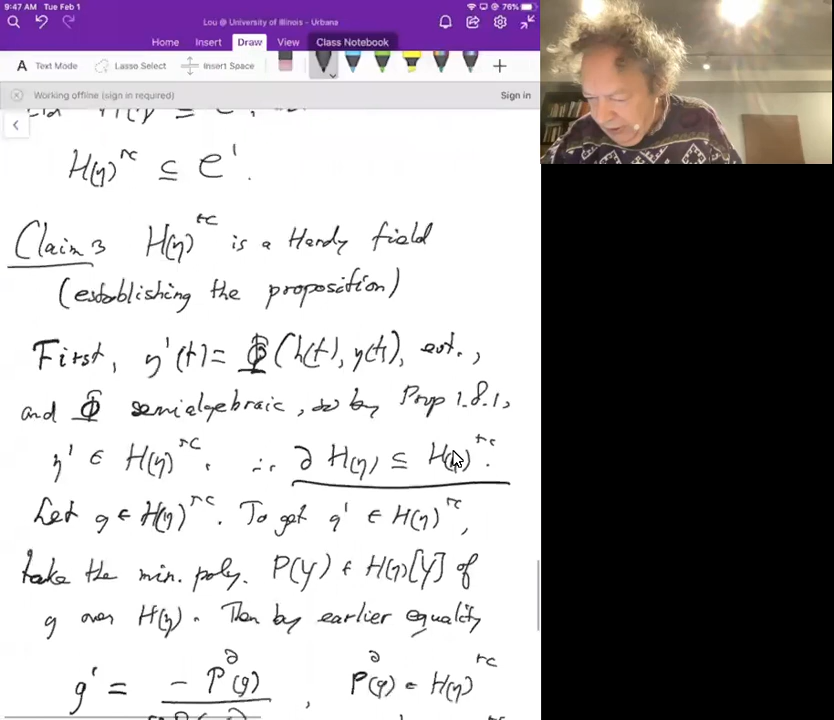 9:47 AM Tue Feb 1
76%
Lou @ University of Illinois - Urbana
Home Insert Draw View Class Notebook
A Text Mode Lasso Select Insert Space
Working offline (sign in required) Sign in
H(y)^rc ⊆ C¹.
Claim 3 H(y)^rc is a Hardy field
(establishing the proposition)
First, y'(t) = Φ(h(t), y(t)), evt.,
and Φ semialgebraic, so by Prop 1.8.1,
y' ∈ H(y)^rc. ∴ ∂ H(y) ⊆ H(y)^rc.
Let g ∈ H(y)^rc. To get g' ∈ H(y)^rc,
take the min. poly. P(Y) ∈ H(y)[Y] of
g over H(y). Then by earlier equality
g' = - P^∂(g) , P^∂(g) ∈ H(y)^rc